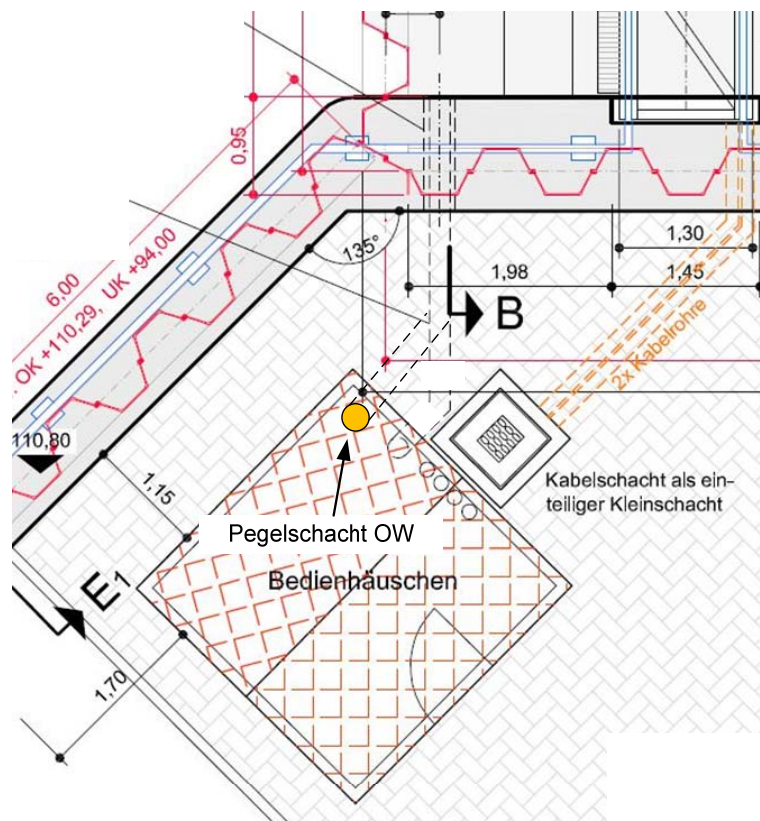 0,95
6,00
. OK +110,29, UK +94,00
135°
1,30
1,98
1,45
B
2x Kabelrohre
110,80
1,15
Kabelschacht als ein-
teiliger Kleinschacht
Pegelschacht OW
Bedienhäuschen
E1
1,70